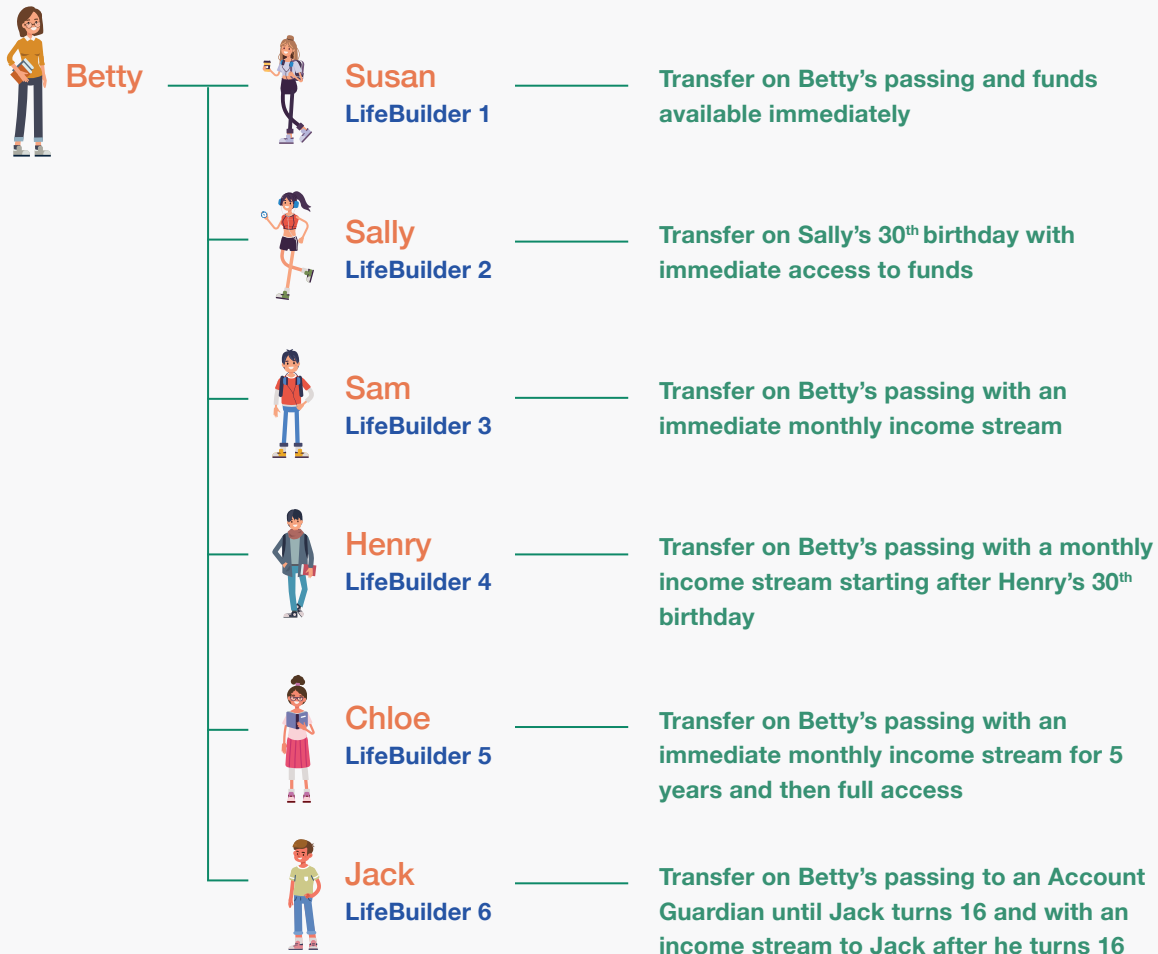 Betty
Susan
LifeBuilder 1
Transfer on Betty’s passing and funds
available immediately
Sally
LifeBuilder 2
Transfer on Sally’s 30th birthday with
immediate access to funds
Sam
LifeBuilder 3
Transfer on Betty’s passing with an
immediate monthly income stream
Henry
LifeBuilder 4
Transfer on Betty’s passing with a monthly
income stream starting after Henry’s 30th
birthday
Chloe
LifeBuilder 5
Transfer on Betty’s passing with an
immediate monthly income stream for 5
years and then full access
Jack
LifeBuilder 6
Transfer on Betty’s passing to an Account
Guardian until Jack turns 16 and with an
income stream to Jack after he turns 16